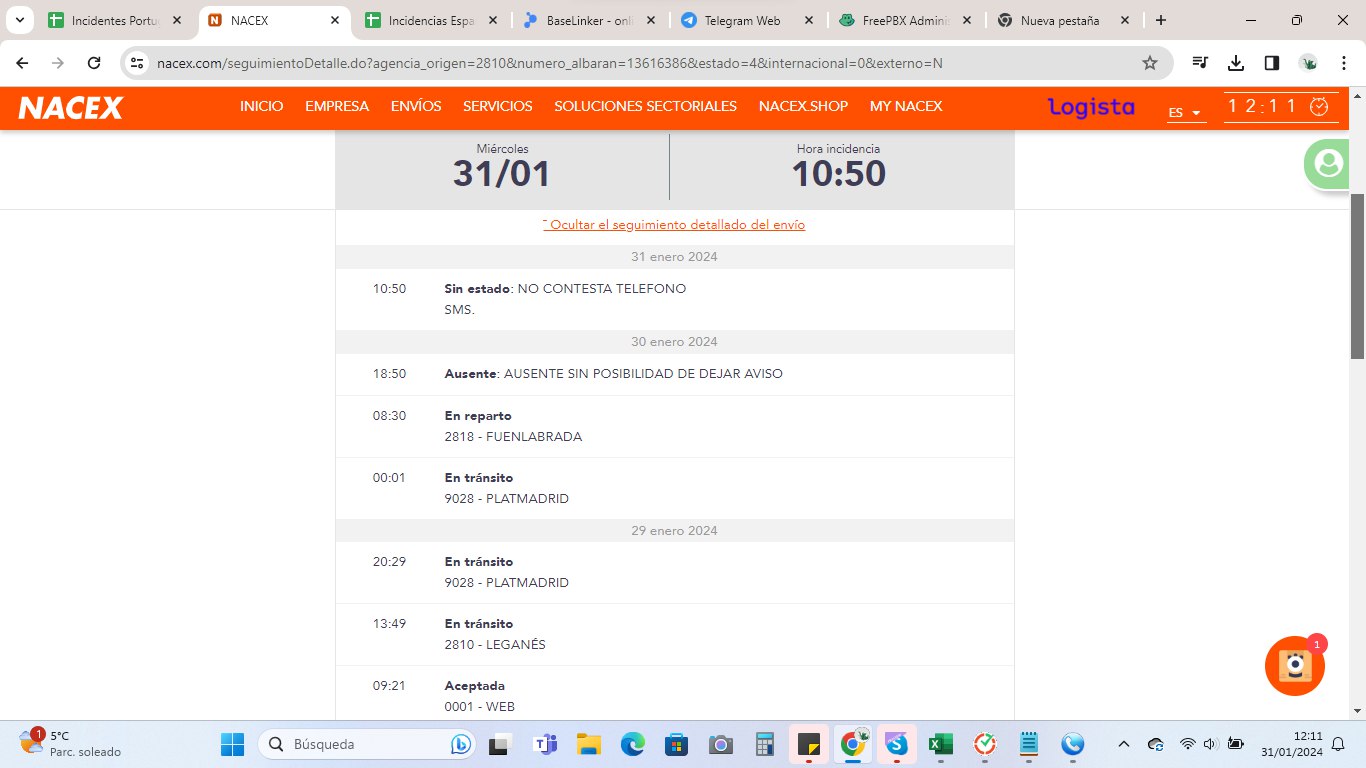 Incidentes Portu
NACEX
Incidencias Espa
BaseLinker - onli
Telegram Web
FreePBX Adminis
Nueva pestaña
nacex.com/seguimientoDetalle.do?agencia_origen=2810&numero_albaran=13616386&estado=4&internacional=0&externo=N
NACEX
INICIO
EMPRESA
ENVÍOS
SERVICIOS
SOLUCIONES SECTORIALES
NACEX.SHOP
MY NACEX
logista
ES
12:11
Miércoles
31/01
Hora incidencia
10:50
Ocultar el seguimiento detallado del envío
31 enero 2024
10:50 Sin estado: NO CONTESTA TELEFONO
SMS.
30 enero 2024
18:50 Ausente: AUSENTE SIN POSIBILIDAD DE DEJAR AVISO
08:30 En reparto
2818 - FUENLABRADA
00:01 En tránsito
9028 - PLATMADRID
29 enero 2024
20:29 En tránsito
9028 - PLATMADRID
13:49 En tránsito
2810 - LEGANÉS
09:21 Aceptada
0001 - WEB
1
1
5°C
Parc. soleado
Búsqueda
12:11
31/01/2024